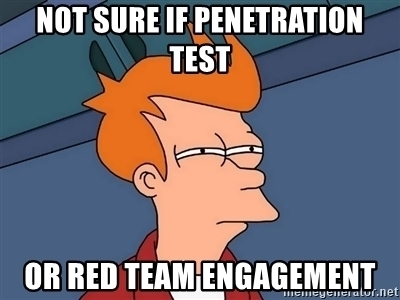 NOT SURE IF PENETRATION
TEST
OR RED TEAM ENGAGEMENT
memegenerator.net